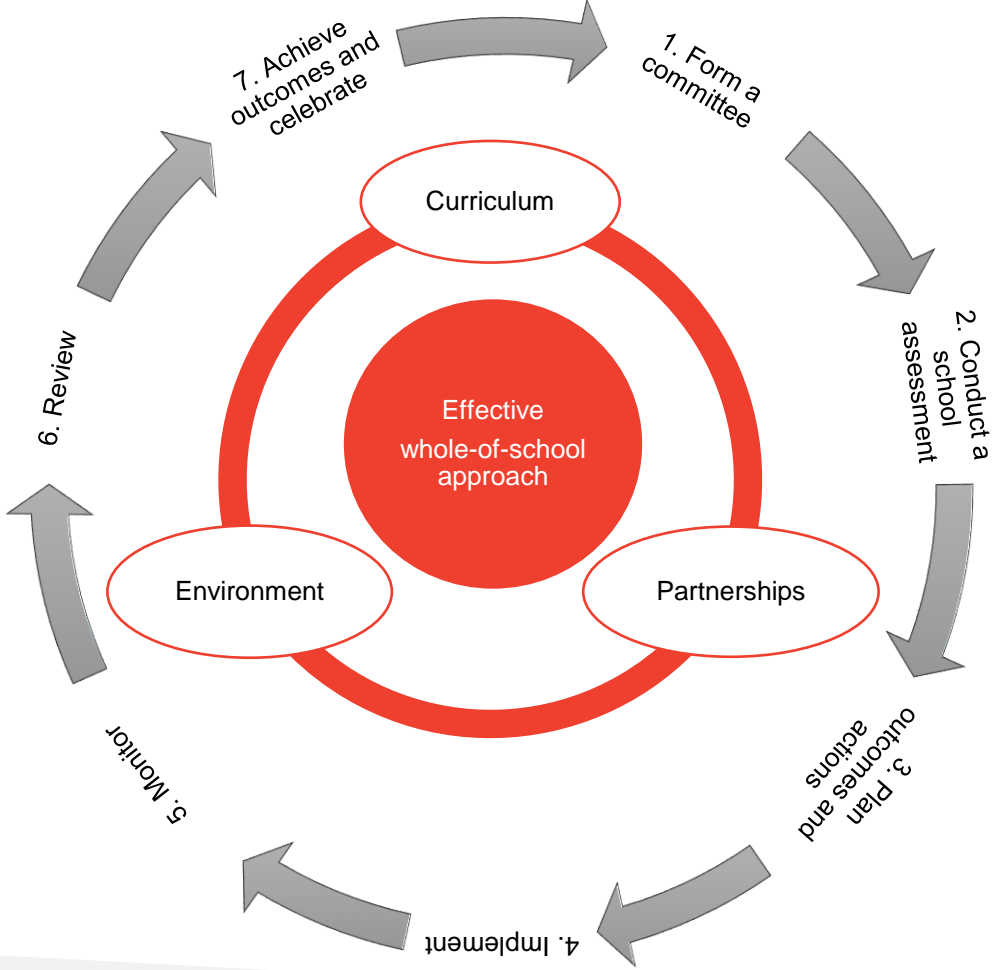 1. Form a
committee
2. Conduct a
school
assessment
3. Plan
outcomes and
actions
4. Implement
5. Monitor
6. Review
7. Achieve
outcomes and
celebrate
Curriculum
Effective
whole-of-school
approach
Environment
Partnerships